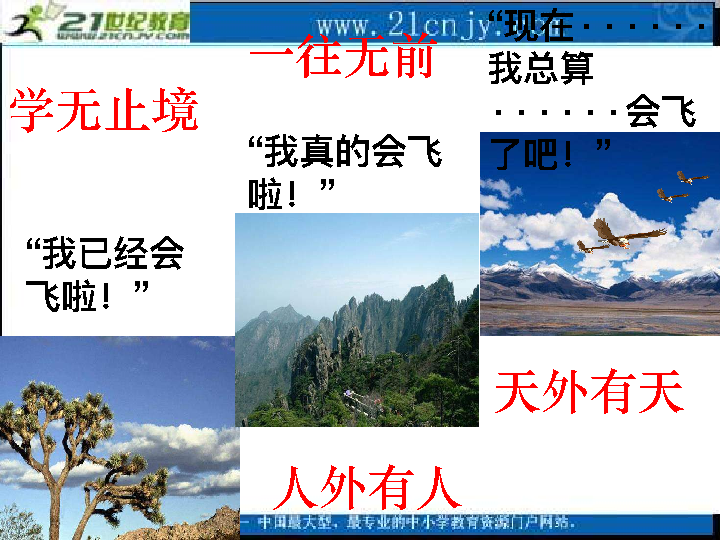 21世纪教育
WWW.21CNJY.COM
www.21cnjy.com
学无止境
“我已经会
飞啦！”
一往无前
“我真的会飞
啦！”
“现在······
我总算
······会飞
了吧！”
天外有天
人外有人
－ 中国最大型、最专业的中小学教育资源门户网站．